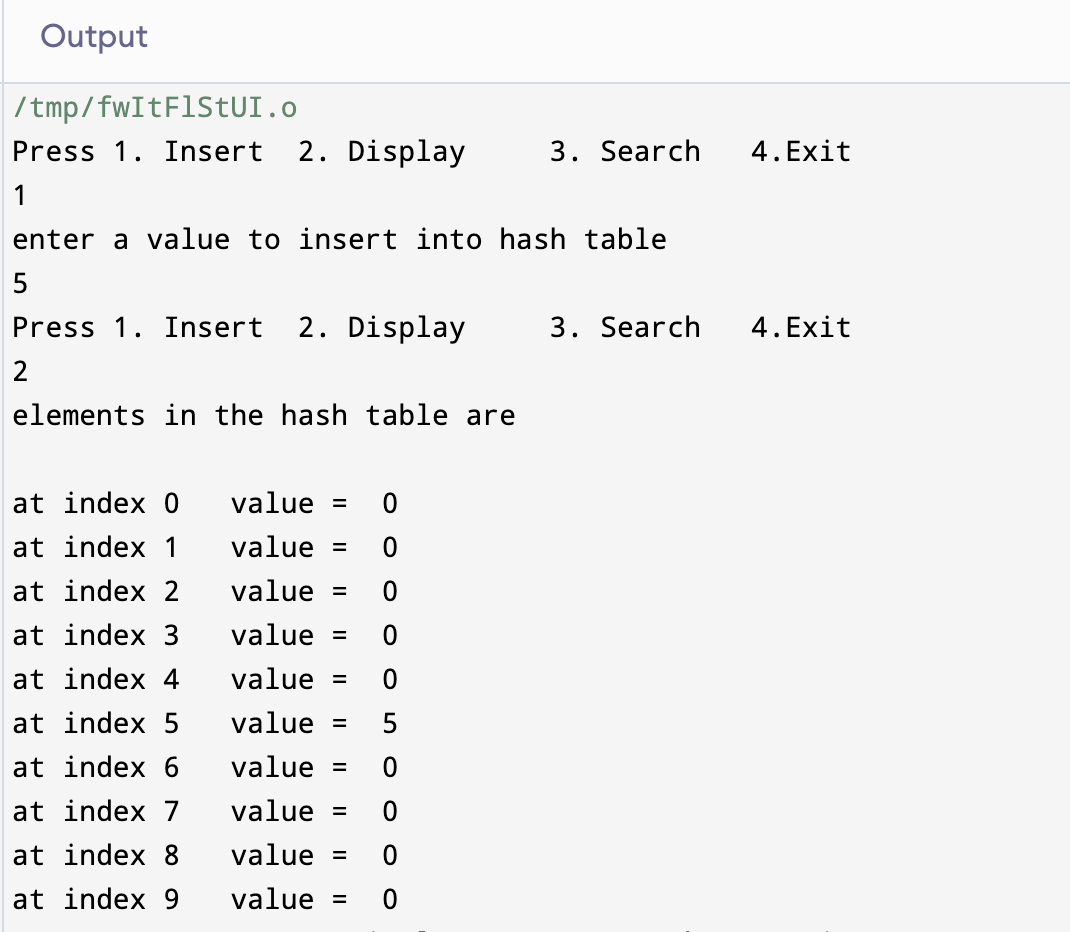 Output
/tmp/fwItFlStUI.o
Press 1. Insert  2. Display     3. Search   4.Exit
1
enter a value to insert into hash table
5
Press 1. Insert  2. Display     3. Search   4.Exit
2
elements in the hash table are
at index 0   value =  0
at index 1   value =  0
at index 2   value =  0
at index 3   value =  0
at index 4   value =  0
at index 5   value =  5
at index 6   value =  0
at index 7   value =  0
at index 8   value =  0
at index 9   value =  0